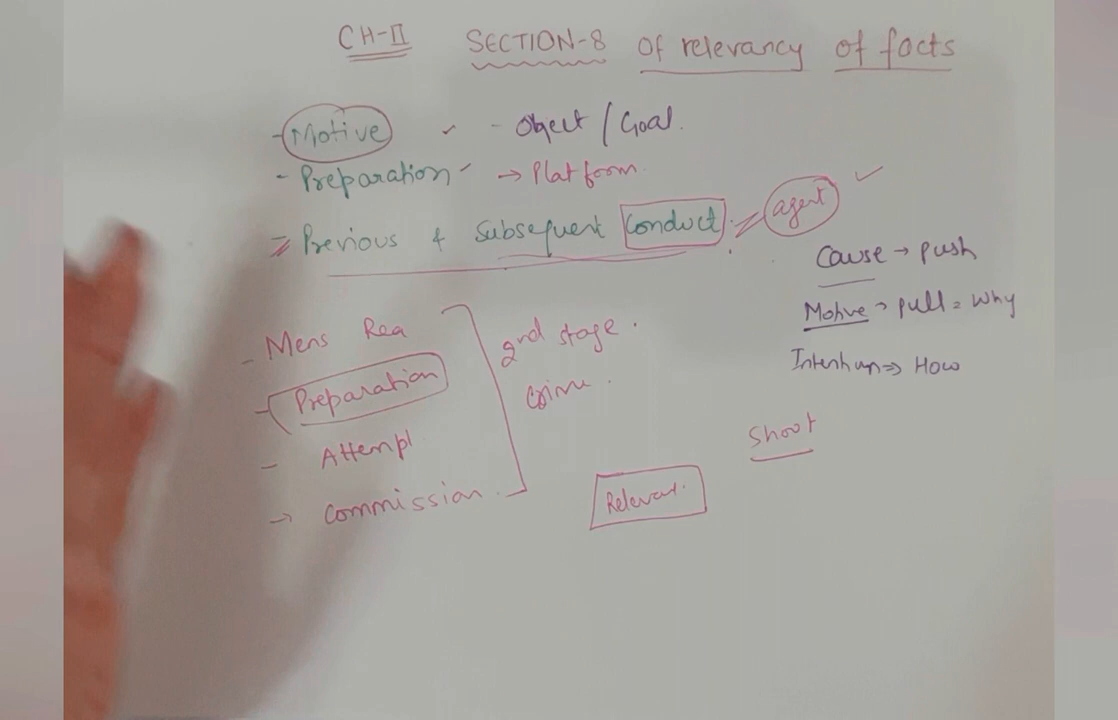 CH-II SECTION-8 Of relevancy of facts
- Motive ✓ - Object / Goal.
- Preparation → Platform.
Previous & Subsequent Conduct. agent ✓
Cause → push
Motive → pull = Why
Intention ⇒ How
- Mens Rea
- Preparation
- Attempt
→ Commission.
2nd stage.
Crime.
Shoot
Relevant.